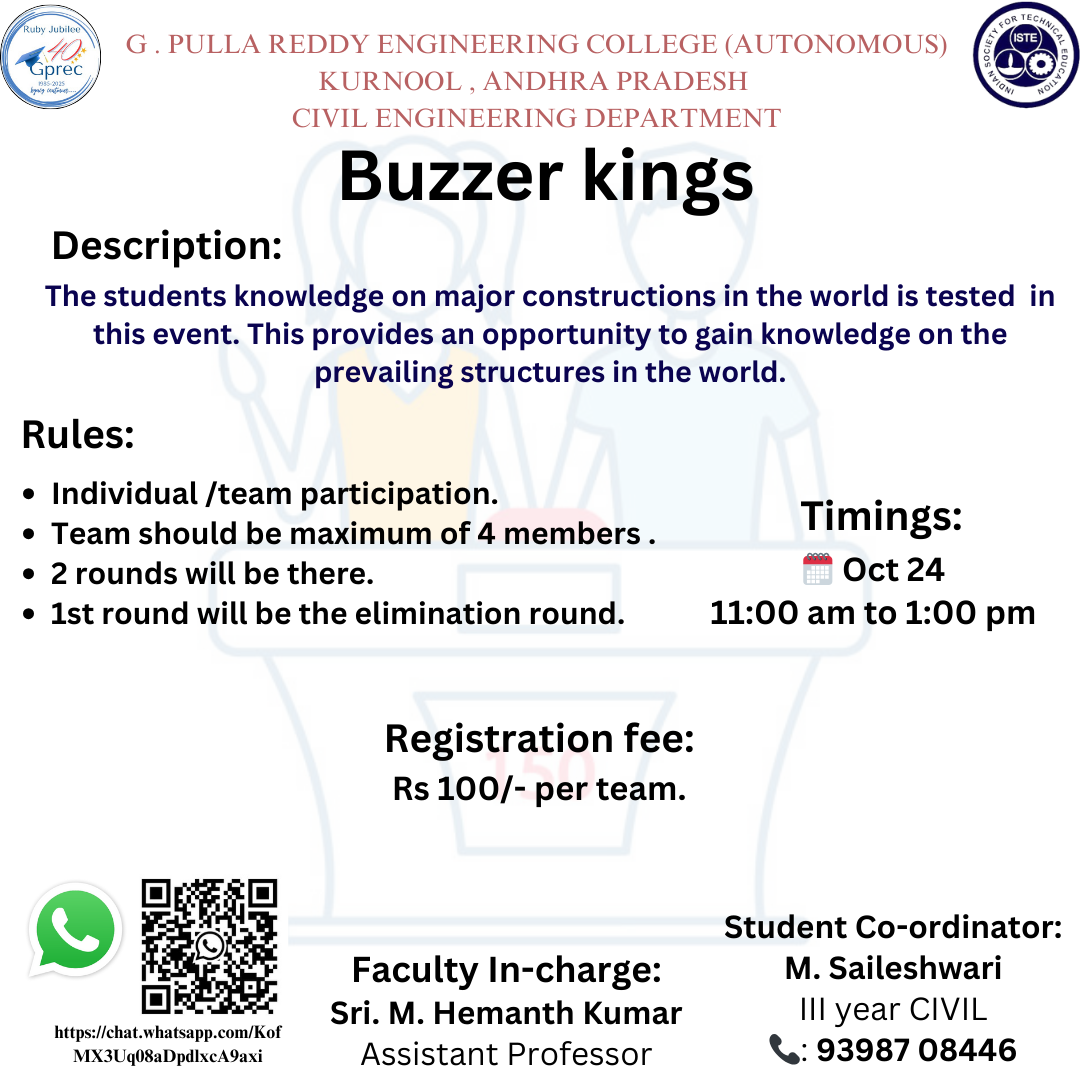 Ruby Jubilee
40
Gprec
1985-2025
G . PULLA REDDY ENGINEERING COLLEGE (AUTONOMOUS)
KURNOOL , ANDHRA PRADESH
CIVIL ENGINEERING DEPARTMENT
INDIAN SOCIETY FOR TECHNICAL EDUCATION
ISTE
Buzzer kings
Description:
The students knowledge on major constructions in the world is tested in
this event. This provides an opportunity to gain knowledge on the
prevailing structures in the world.
Rules:
• Individual /team participation.
• Team should be maximum of 4 members .
• 2 rounds will be there.
• 1st round will be the elimination round.
Timings:
Oct 24
11:00 am to 1:00 pm
Registration fee:
150
Rs 100/- per team.
https://chat.whatsapp.com/Kof
MX3Uq08aDpdlxcA9axi
Faculty In-charge:
Sri. M. Hemanth Kumar
Assistant Professor
Student Co-ordinator:
M. Saileshwari
III year CIVIL
📞: 93987 08446